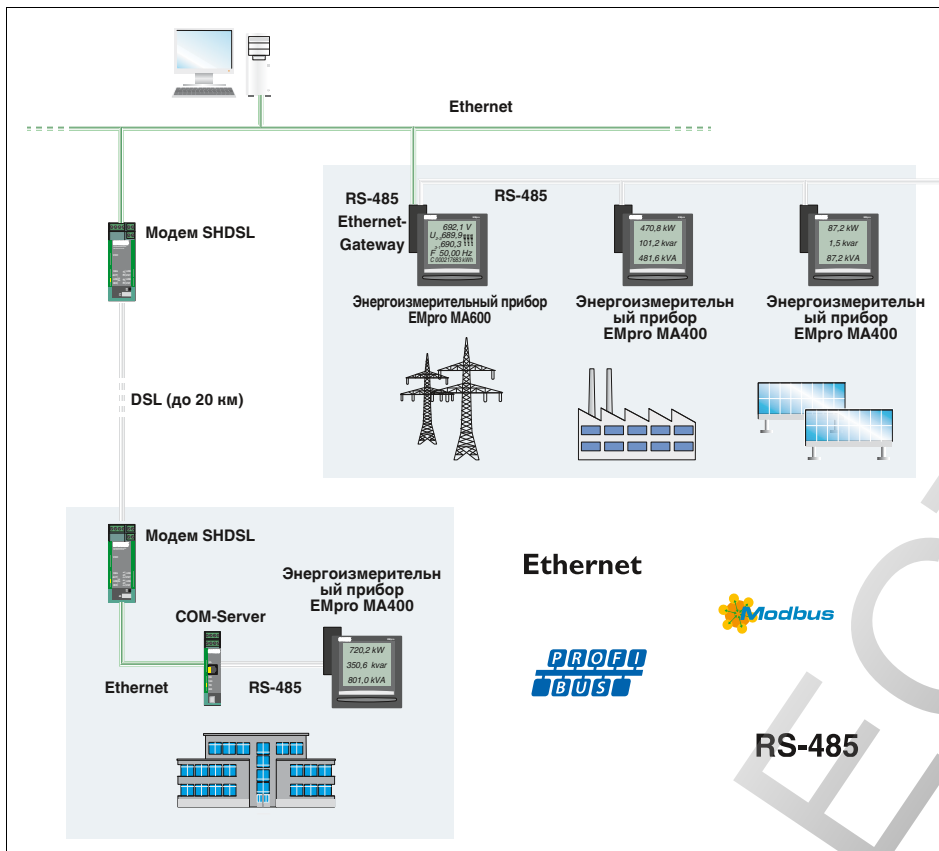 Ethernet
RS-485
Ethernet-
Gateway
RS-485
Модем SHDSL
692,1 V
689,9
690,3
F 50,00 Hz
C 000217683 kWh
470,8 kW
101,2 kvar
481,6 kVA
87,2 kW
1,5 kvar
87,2 kVA
Энергоизмерительный прибор
EMpro MA600
Энергоизмерительн
ый прибор
EMpro MA400
Энергоизмерительн
ый прибор
EMpro MA400
DSL (до 20 км)
Модем SHDSL
Энергоизмерительн
ый прибор
EMpro MA400
COM-Server
720,2 kW
350,6 kvar
801,0 kVA
Ethernet
RS-485
Ethernet
Modbus
PROFI
BUS
RS-485